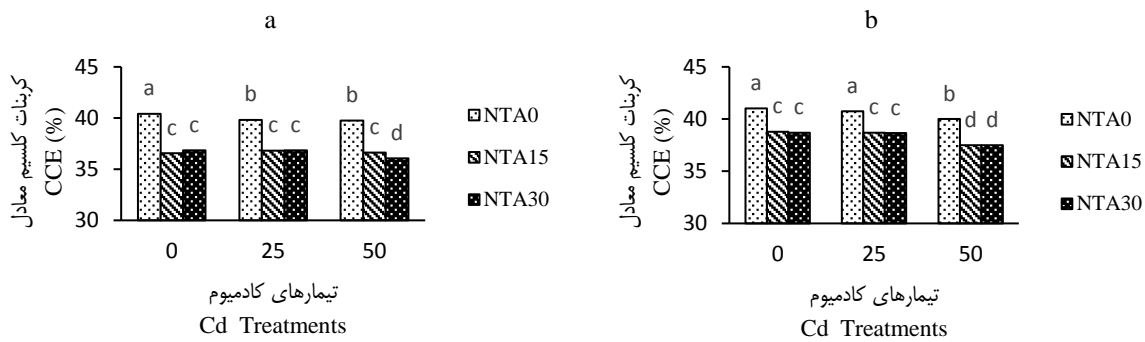 a
45
40
35
30
کربنات کلسیم معادل
CCE (%)
a
c
c
b
c
c
b
c
d
0
25
50
تیمارهای کادمیوم
Cd Treatments
NTA0
NTA15
NTA30
b
45
40
35
30
کربنات کلسیم معادل
CCE (%)
a
c
c
a
c
c
b
d
d
0
25
50
تیمارهای کادمیوم
Cd Treatments
NTA0
NTA15
NTA30